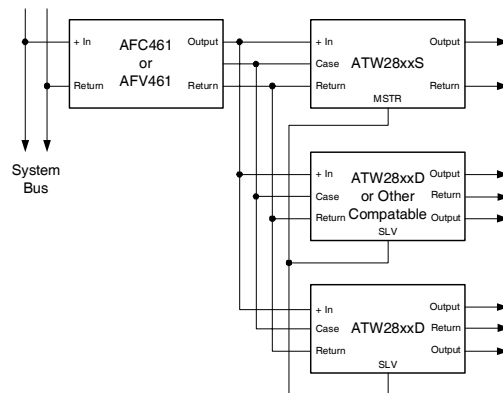 + In
Return
AFC461
or
AFV461
Output
Return
System
Bus
+ In
Case
Return
ATW28xxS
MSTR
Output
Return
+ In
Case
Return
ATW28xxD
or Other
Compatable
SLV
Output
Return
Output
+ In
Case
Return
ATW28xxD
SLV
Output
Return
Output